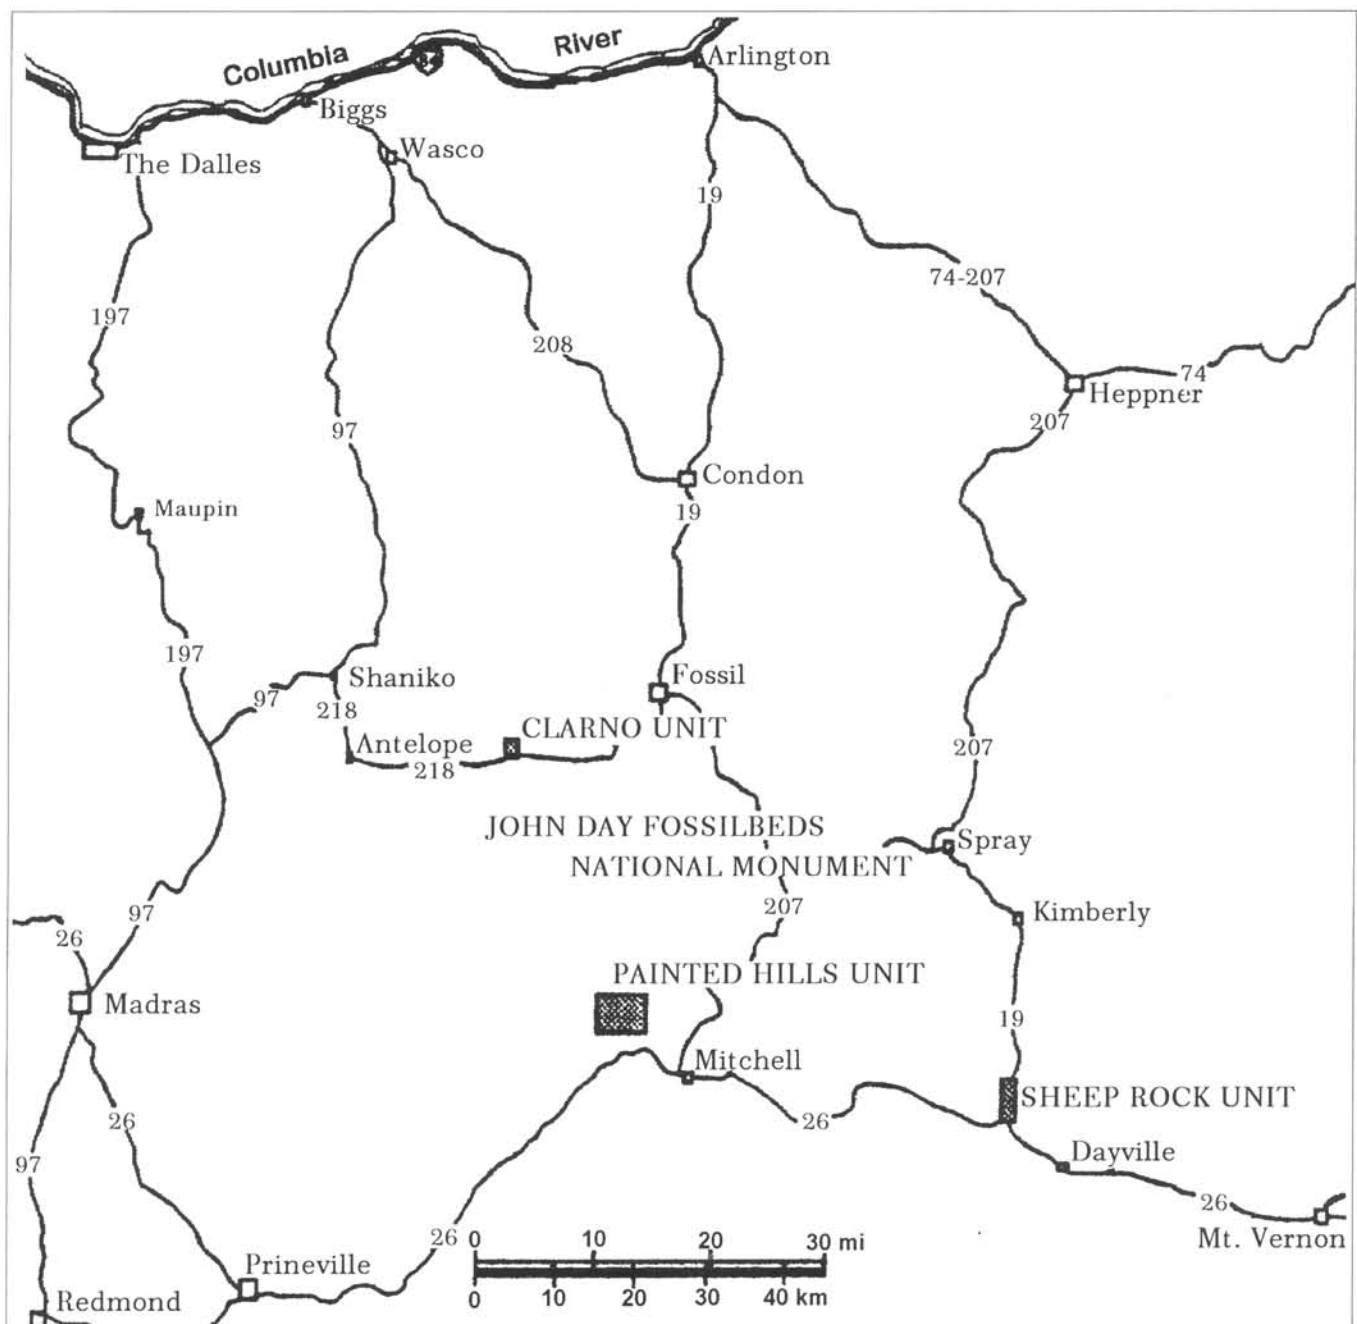 Columbia
River
Arlington
Biggs
Wasco
The Dalles
19
74-207
197
208
74
Heppner
207
97
Condon
Maupin
19
197
Shaniko
Fossil
97
218
CLARNO UNIT
Antelope
218
207
JOHN DAY FOSSILBEDS
NATIONAL MONUMENT
Spray
207
Kimberly
97
26
PAINTED HILLS UNIT
Madras
19
Mitchell
SHEEP ROCK UNIT
26
26
Dayville
97
26
Mt. Vernon
26
Prineville
Redmond
0 10 20 30 mi
0 10 20 30 40 km